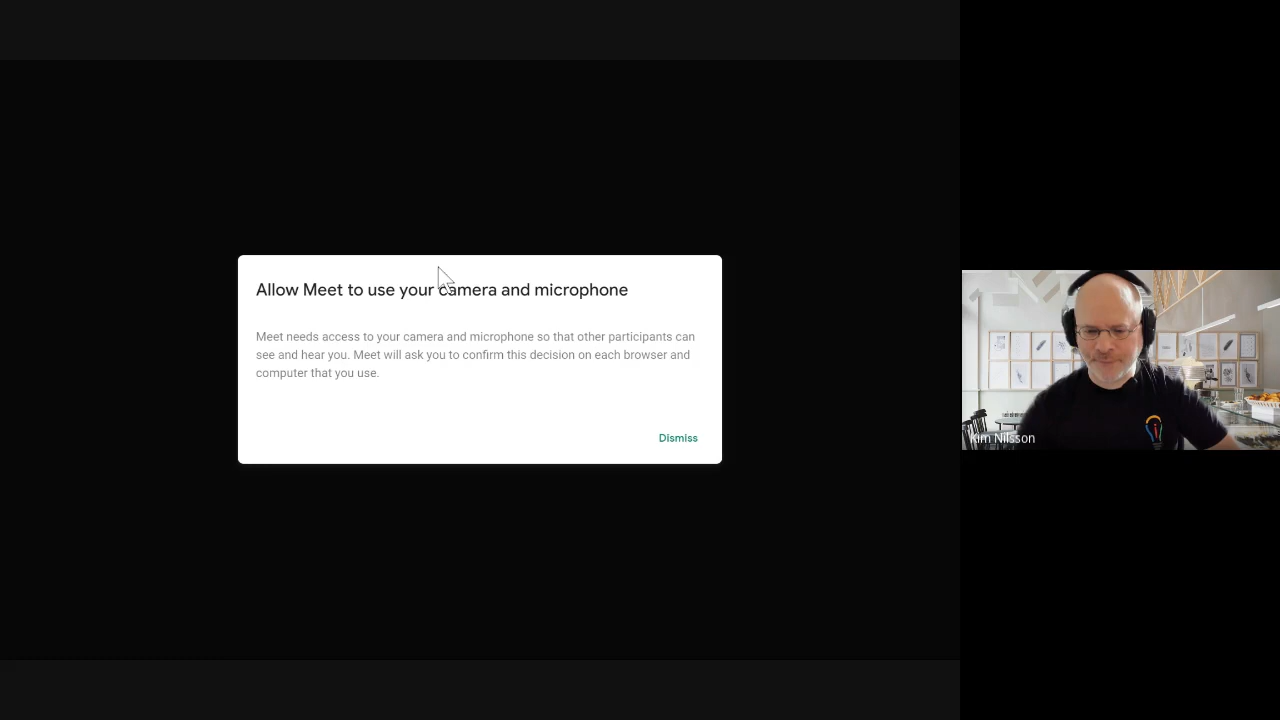 Allow Meet to use your camera and microphone
Meet needs access to your camera and microphone so that other participants can
see and hear you. Meet will ask you to confirm this decision on each browser and
computer that you use.
Dismiss
Kim Nilsson